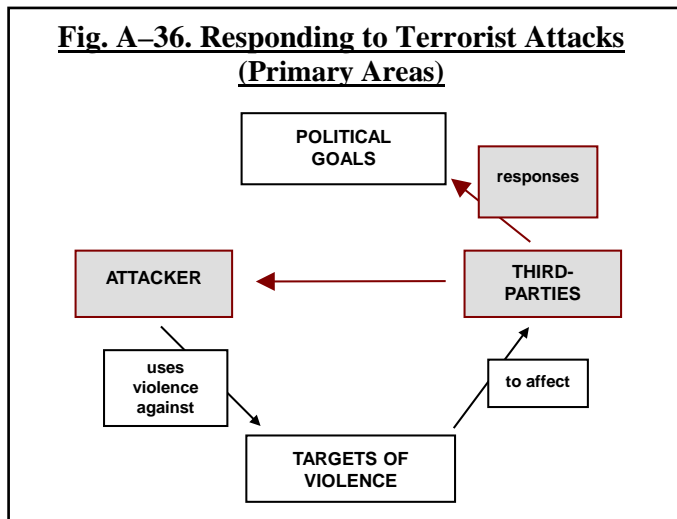 Fig. A–36. Responding to Terrorist Attacks
(Primary Areas)
POLITICAL
GOALS
responses
ATTACKER
THIRD-
PARTIES
uses
violence
against
to affect
TARGETS OF
VIOLENCE